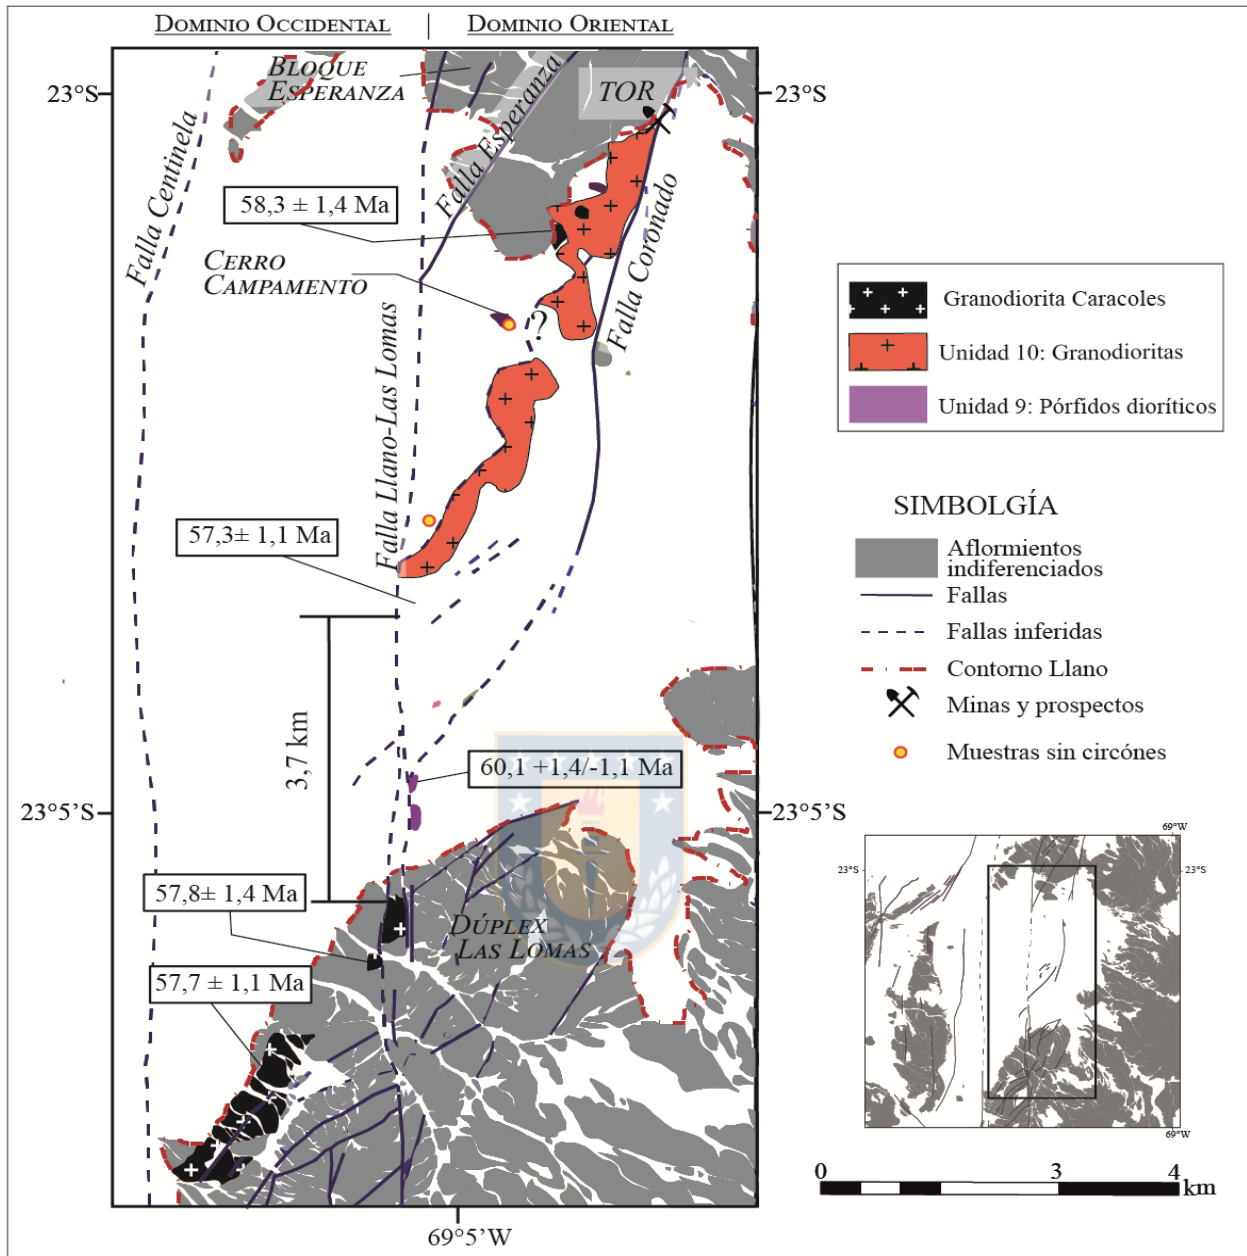 DOMINIO OCCIDENTAL
DOMINIO ORIENTAL
BLOQUE
ESPERANZA
TOR
23°S
23°S
Falla Centinela
Falla Esperanza
58,3 ± 1,4 Ma
Falla Coronado
CERRO
CAMPAMENTO
?
Falla Llano-Las Lomas
57,3± 1,1 Ma
3,7 km
60,1 +1,4/-1,1 Ma
23°5'S
23°5'S
57,8± 1,4 Ma
DÚPLEX
LAS LOMAS
57,7 ± 1,1 Ma
69°5'W
Granodiorita Caracoles
Unidad 10: Granodioritas
Unidad 9: Pórfidos dioríticos
SIMBOLGÍA
Aflormientos
indiferenciados
Fallas
Fallas inferidas
Contorno Llano
Minas y prospectos
Muestras sin circónes
69°W
23°S
23°S
69°W
0 3 4
km